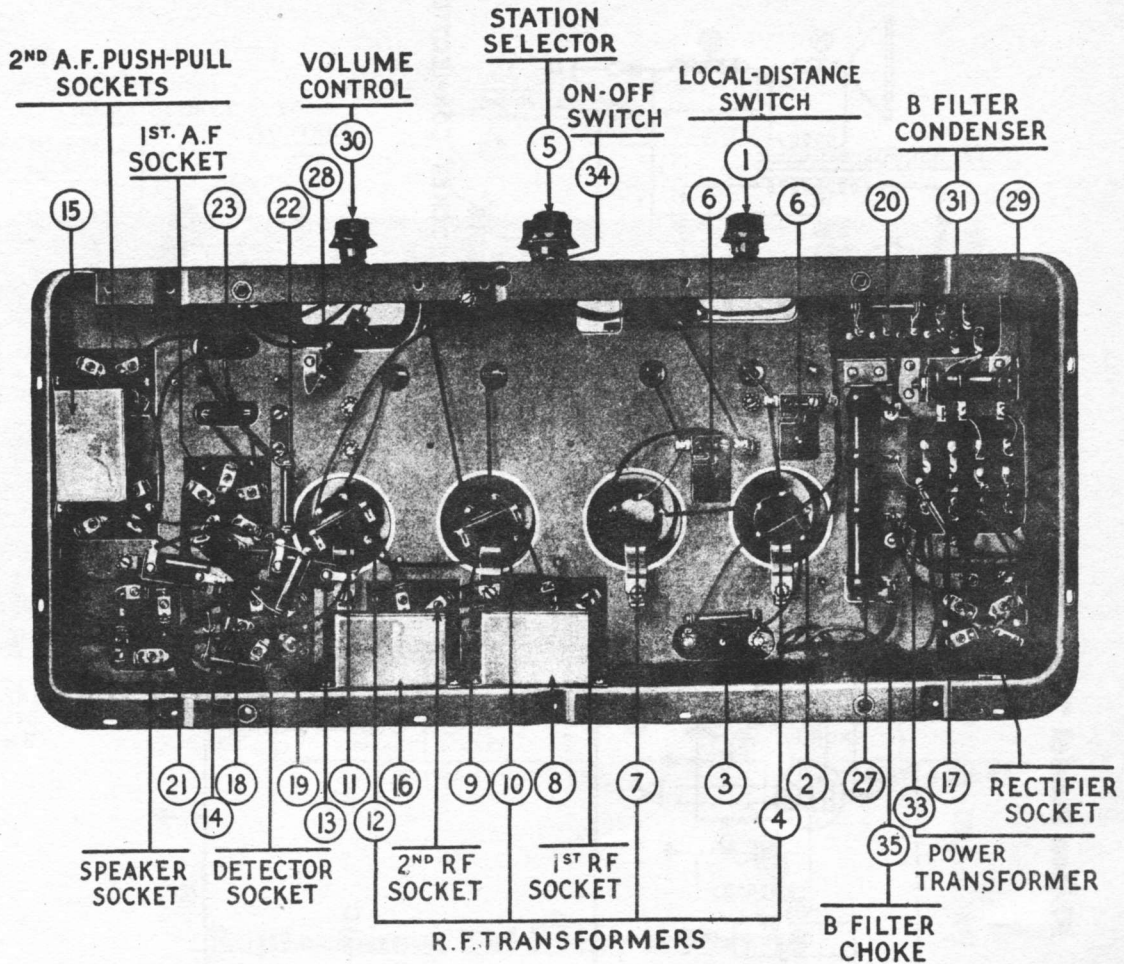 STATION
SELECTOR
2ND A.F. PUSH-PULL
SOCKETS
VOLUME
CONTROL
ON-OFF
SWITCH
LOCAL-DISTANCE
SWITCH
B FILTER
CONDENSER
1ST. A.F
SOCKET
30
5
34
1
28
15
23
22
6
6
20
31
29
21
18
19
11
16
9
10
8
7
3
2
27
17
14
13
12
4
33
35
RECTIFIER
SOCKET
SPEAKER
SOCKET
DETECTOR
SOCKET
2ND RF
SOCKET
1ST RF
SOCKET
POWER
TRANSFORMER
R.F. TRANSFORMERS
B FILTER
CHOKE